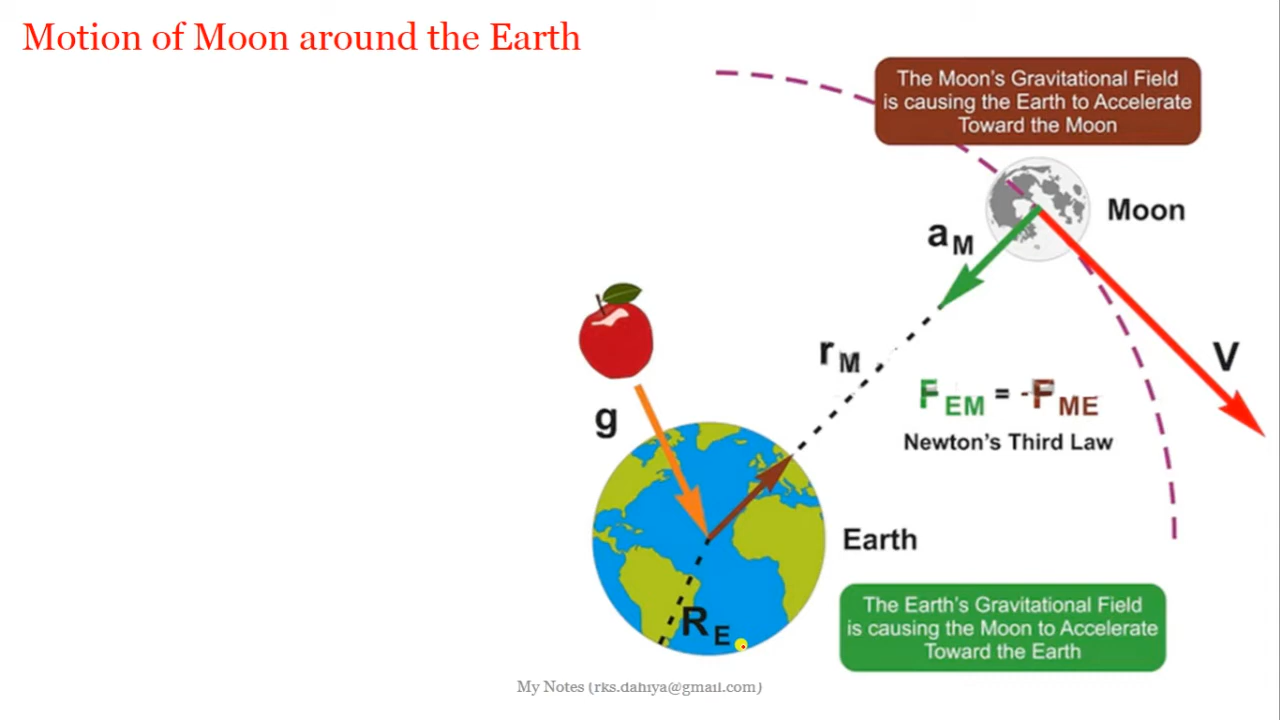 Motion of Moon around the Earth
The Moon's Gravitational Field
is causing the Earth to Accelerate
Toward the Moon
Moon
aM
rM
V
FEM = -FME
Newton's Third Law
g
Earth
RE
The Earth's Gravitational Field
is causing the Moon to Accelerate
Toward the Earth
My Notes (rks.dahiya@gmail.com)